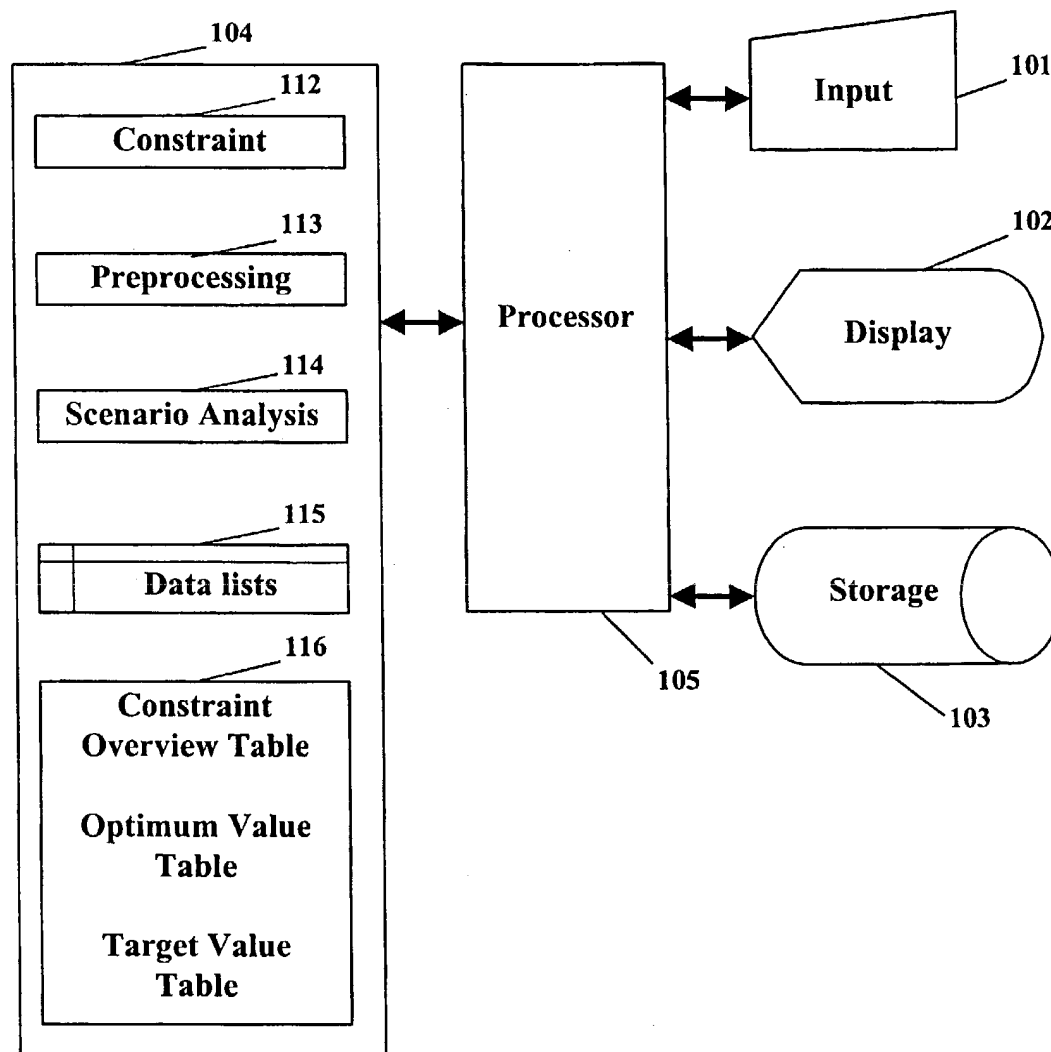 104
112
Constraint
113
Preprocessing
114
Scenario Analysis
115
Data lists
116
Constraint
Overview Table
Optimum Value
Table
Target Value
Table
Processor
105
Input
101
102
Display
Storage
103